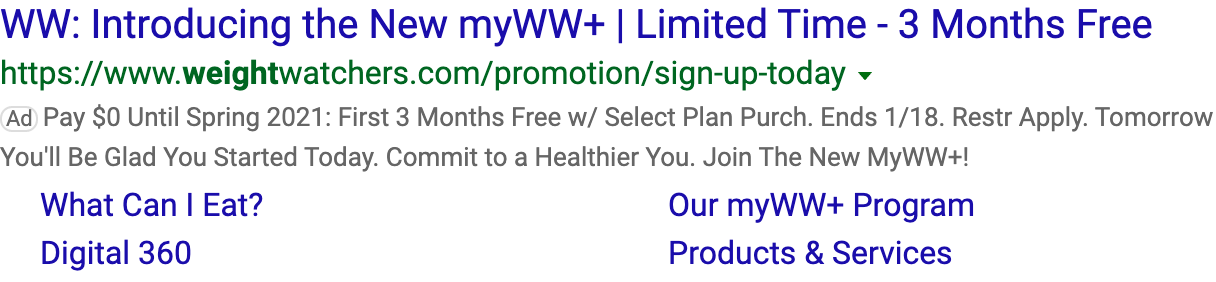 WW: Introducing the New myWW+ | Limited Time - 3 Months Free
https://www.weightwatchers.com/promotion/sign-up-today
Ad Pay $0 Until Spring 2021: First 3 Months Free w/ Select Plan Purch. Ends 1/18. Restr Apply. Tomorrow
You'll Be Glad You Started Today. Commit to a Healthier You. Join The New MyWW+!
What Can I Eat?
Our myWW+ Program
Digital 360
Products & Services